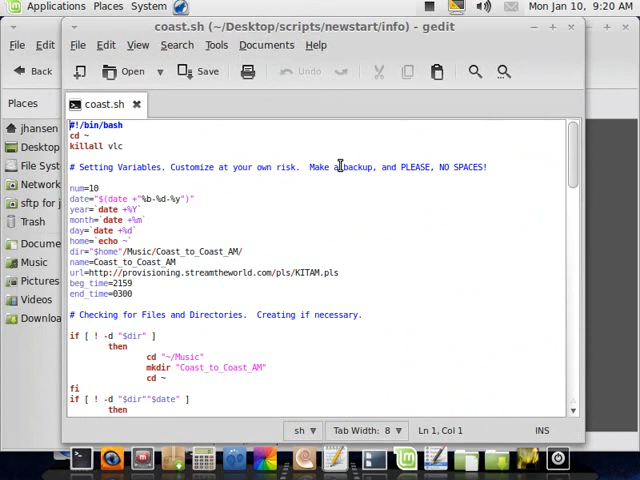 Applications Places System
Mon Jan 10, 9:20 AM
coast.sh (~/Desktop/scripts/newstart/info) - gedit
File Edit
File Edit View Search Tools Documents Help
Back
Open Save Undo
Places
coast.sh
jhansen
Desktop
File Sys
Network
sftp for j
Trash
Docume
Music
Pictures
Videos
Downloa
#!/bin/bash
cd ~
killall vlc
# Setting Variables. Customize at your own risk.  Make a backup, and PLEASE, NO SPACES!
num=10
date="$(date +"%b-%d-%y")"
year=`date +%Y`
month=`date +%m`
day=`date +%d`
home=`echo ~`
dir="$home"/Music/Coast_to_Coast_AM/
name=Coast_to_Coast_AM
url=http://provisioning.streamtheworld.com/pls/KITAM.pls
beg_time=2159
end_time=0300
# Checking for Files and Directories.  Creating if necessary.
if [ ! -d "$dir" ]
then
cd "~/Music"
mkdir "Coast_to_Coast_AM"
cd ~
fi
if [ ! -d "$dir""$date" ]
then
sh Tab Width: 8 Ln 1, Col 1 INS